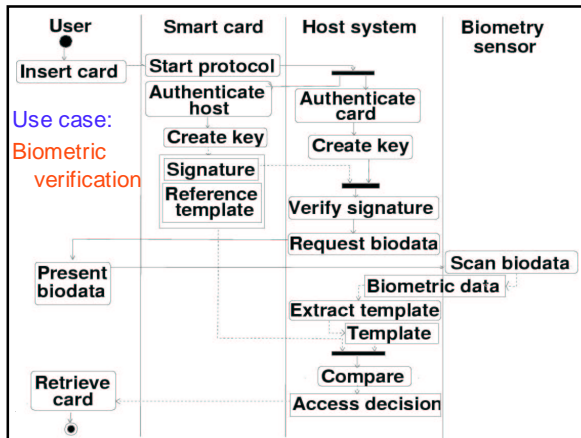 User
Smart card
Host system
Biometry
sensor
Insert card
Start protocol
Authenticate
host
Authenticate
card
Use case:
Biometric
verification
Create key
Create key
Signature
Reference
template
Verify signature
Request biodata
Scan biodata
Present
biodata
Biometric data
Extract template
Template
Compare
Retrieve
card
Access decision